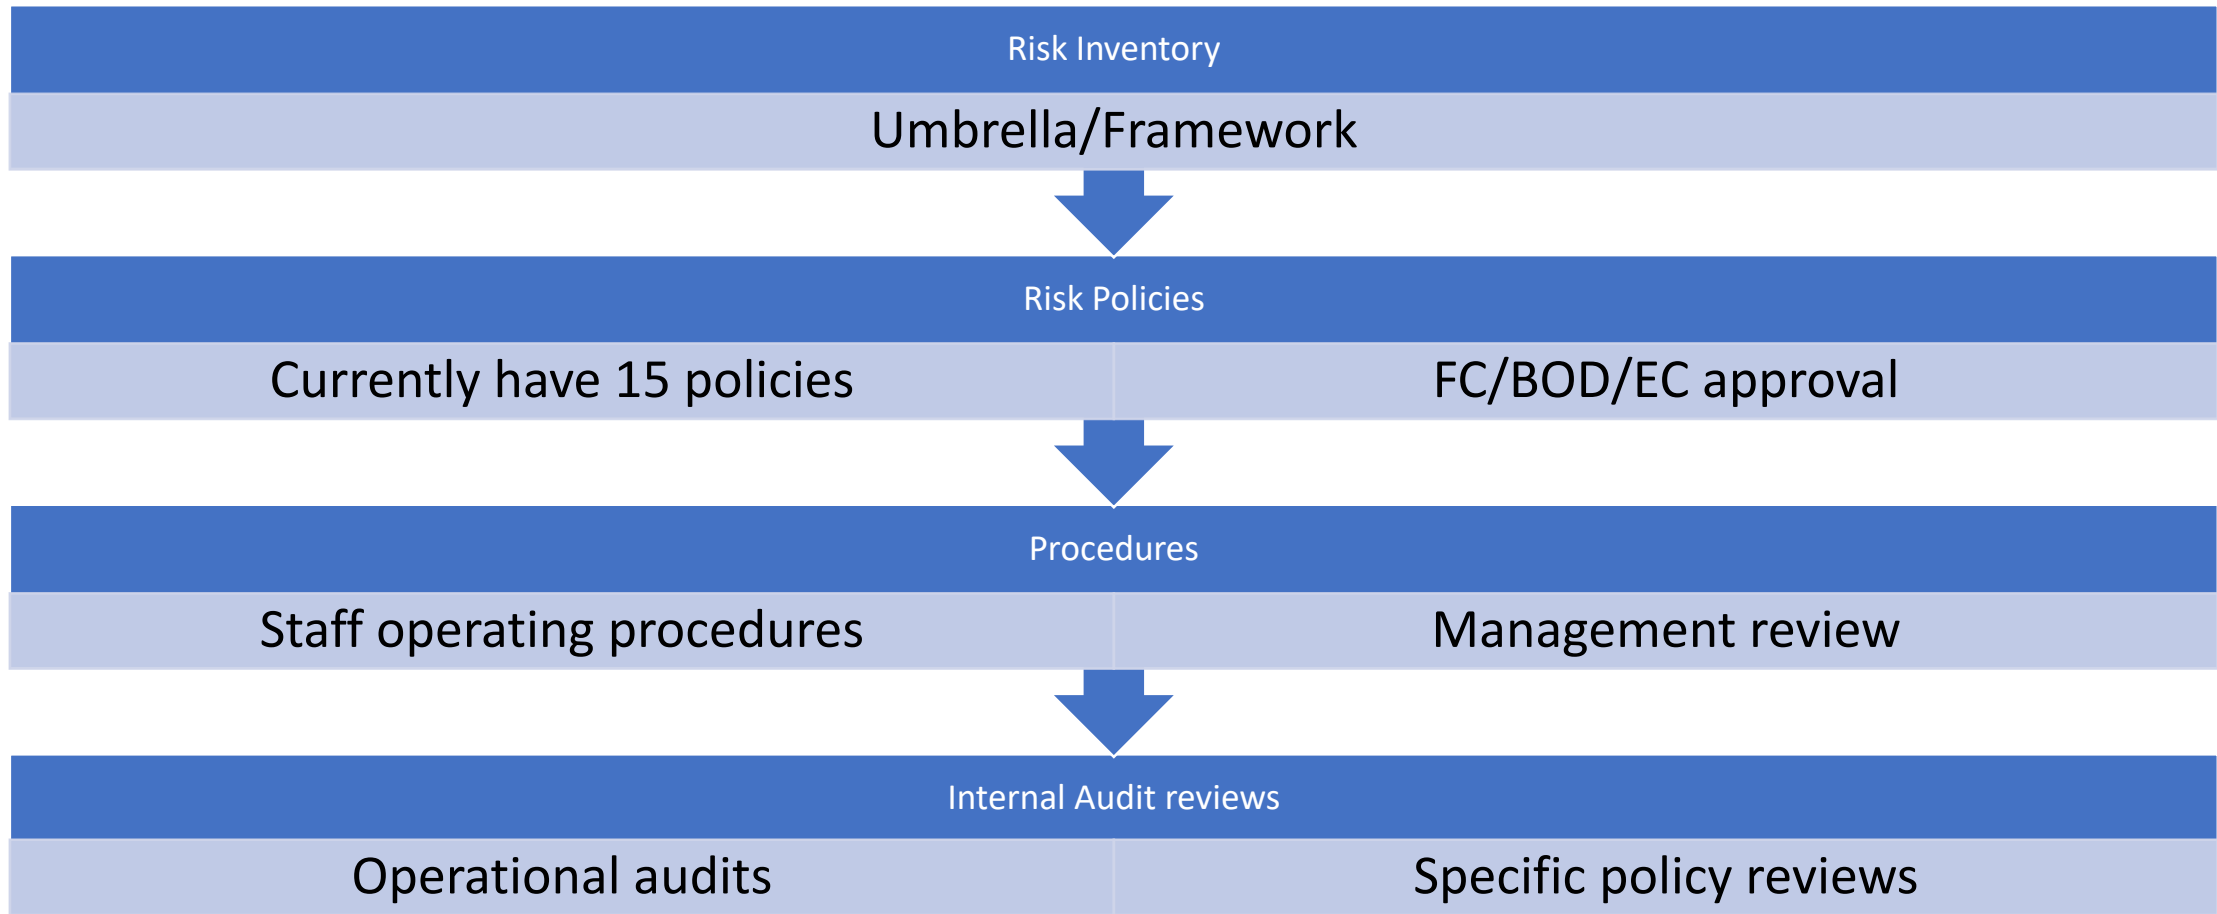 Risk Inventory
Umbrella/Framework
Risk Policies
Currently have 15 policies
FC/BOD/EC approval
Procedures
Staff operating procedures
Management review
Internal Audit reviews
Operational audits
Specific policy reviews